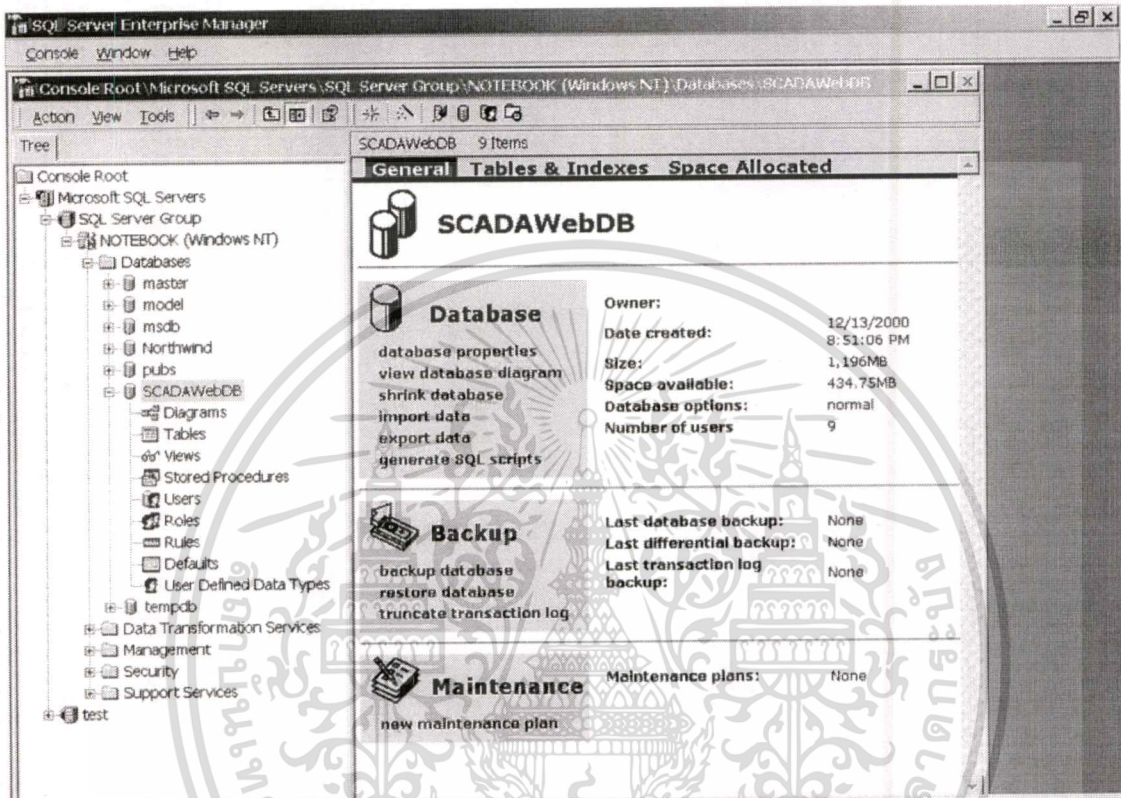 SQL Server Enterprise Manager
Console Window Help
Console Root\Microsoft SQL Servers\SQL Server Group\NOTEBOOK (Windows NT)\Databases\SCADAWebDB
Action View Tools
Tree
SCADAWebDB 9 Items
Console Root
Microsoft SQL Servers
SQL Server Group
NOTEBOOK (Windows NT)
Databases
master
model
msdb
Northwind
pubs
SCADAWebDB
Diagrams
Tables
Views
Stored Procedures
Users
Roles
Rules
Defaults
User Defined Data Types
tempdb
Data Transformation Services
Management
Security
Support Services
test
General Tables & Indexes Space Allocated
SCADAWebDB
Database
database properties
view database diagram
shrink database
import data
export data
generate SQL scripts
Owner:
Date created: 12/13/2000 8:51:06 PM
Size: 1,196MB
Space available: 434.75MB
Database options: normal
Number of users 9
Backup
backup database
restore database
truncate transaction log
Last database backup: None
Last differential backup: None
Last transaction log backup: None
Maintenance
new maintenance plan
Maintenance plans: None